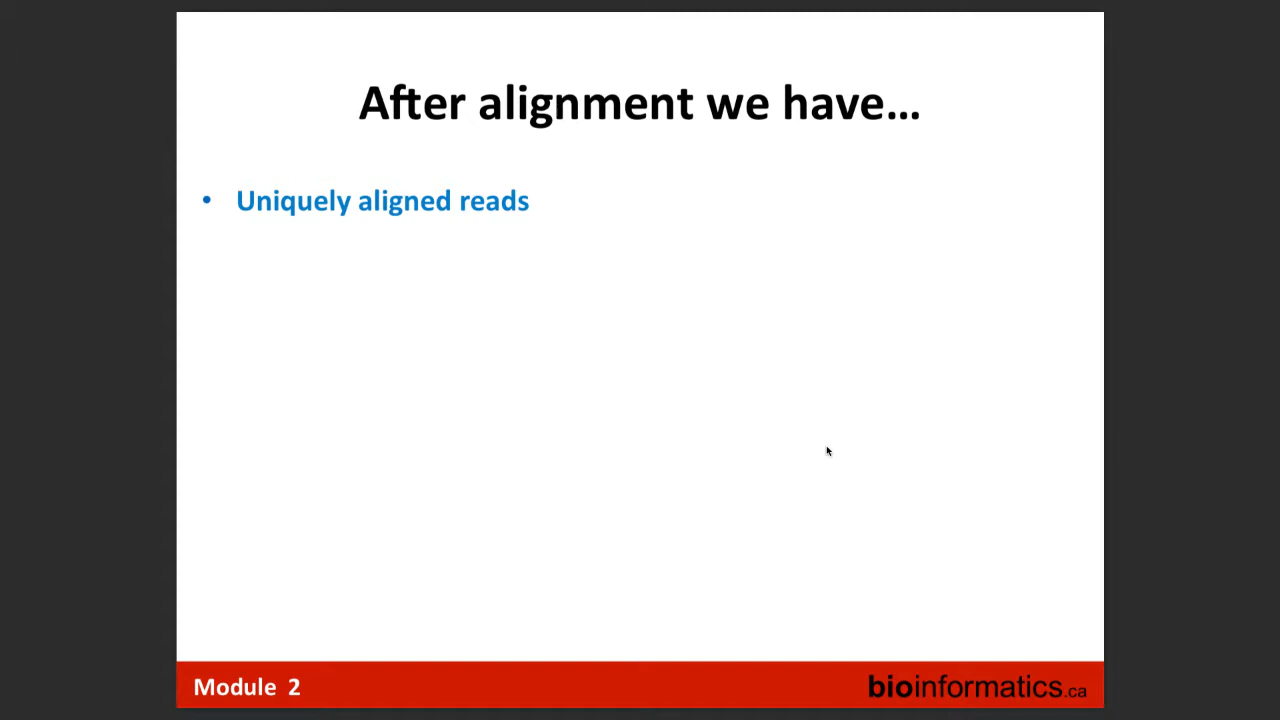 After alignment we have…
• Uniquely aligned reads
Module 2
bioinformatics.ca